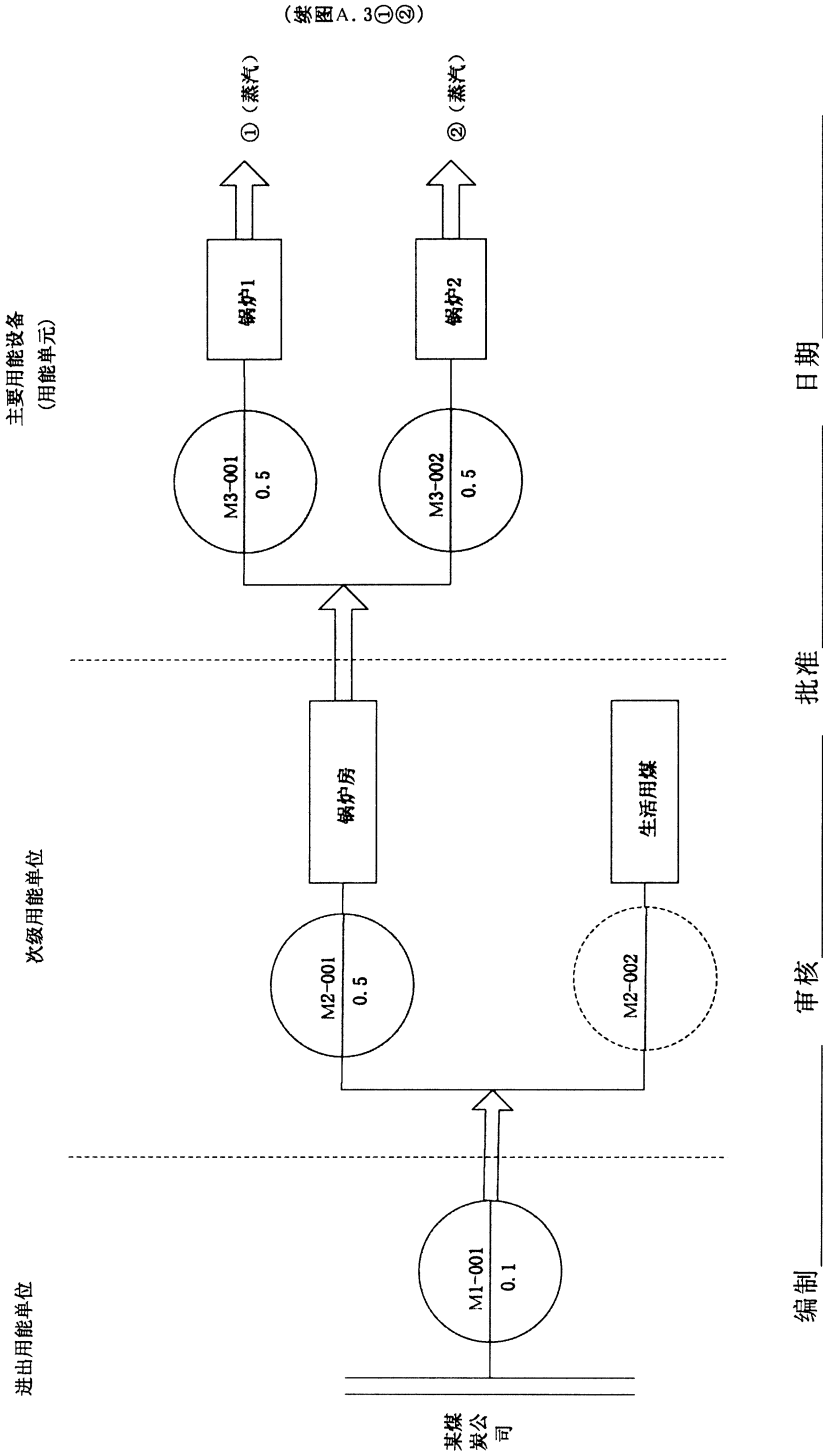 进出用能单位
次级用能单位
主要用能设备
(用能单元)
某煤
炭公
司
M1-001
0.1
M2-001
0.5
锅炉房
M2-002
生活用煤
M3-001
0.5
锅炉1
①(蒸汽)
M3-002
0.5
锅炉2
②(蒸汽)
(续图A.3①②)
编制
审核
批准
日期